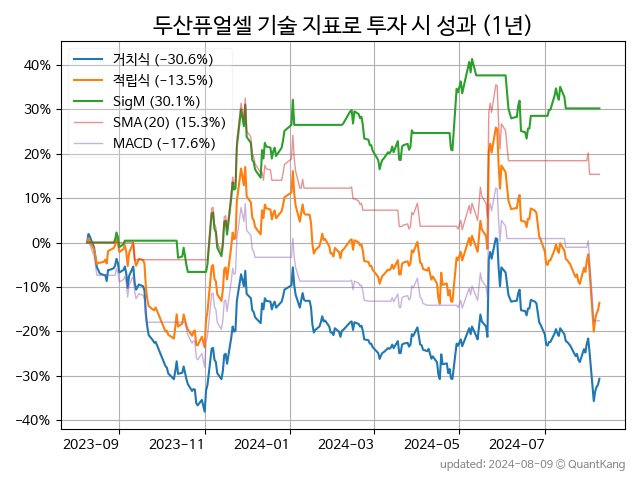 두산퓨얼셀 기술 지표로 투자 시 성과 (1년)
40%
30%
20%
10%
0%
−10%
−20%
−30%
−40%
거치식 (−30.6%)
적립식 (−13.5%)
SigM (30.1%)
SMA(20) (15.3%)
MACD (−17.6%)
2023-09
2023-11
2024-01
2024-03
2024-05
2024-07
updated: 2024-08-09 © QuantKang